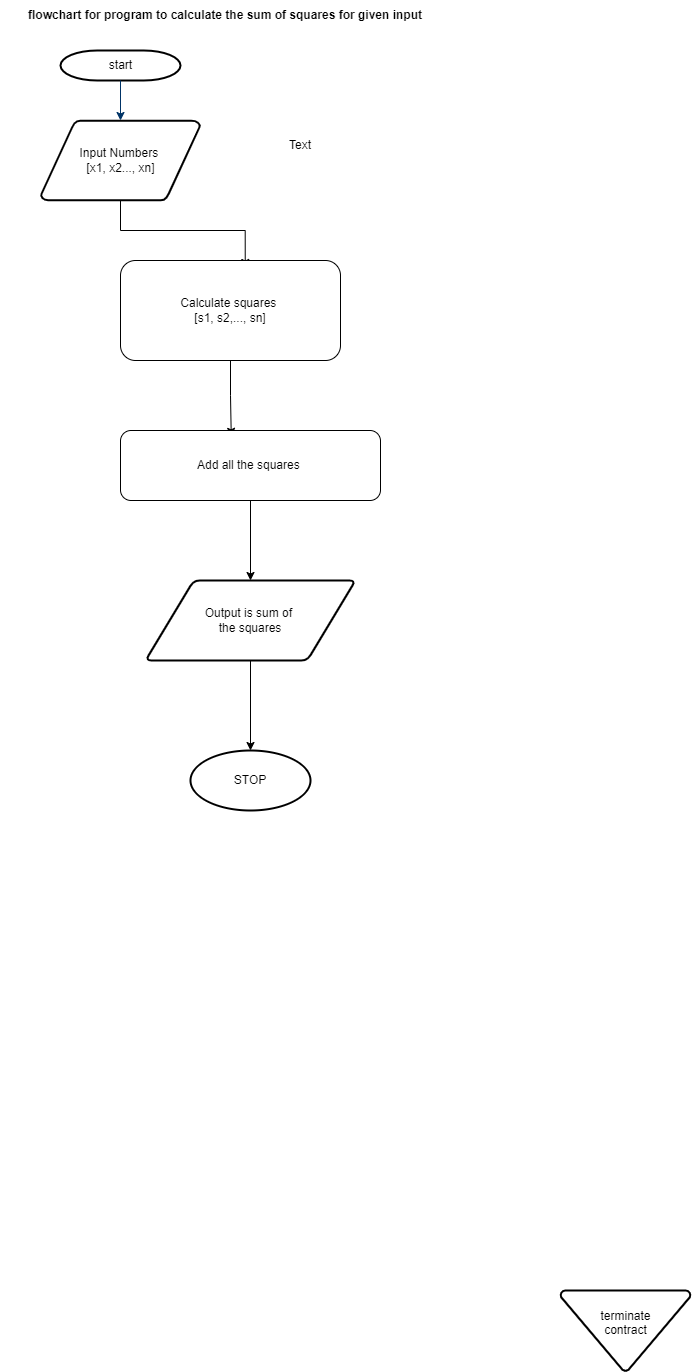 flowchart for program to calculate the sum of squares for given input
start
Input Numbers
[x1, x2..., xn]
Text
Calculate squares
[s1, s2,..., sn]
Add all the squares
Output is sum of
the squares
STOP
terminate
contract